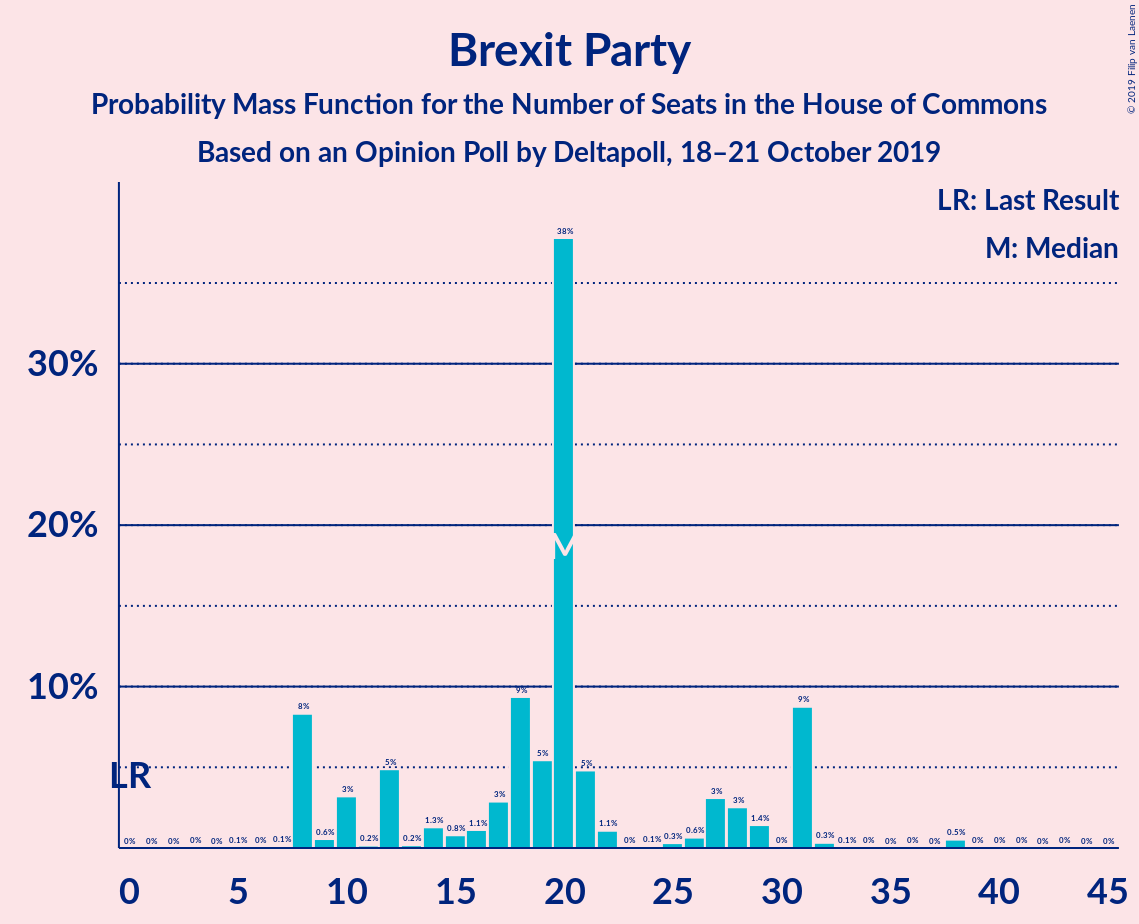 Brexit Party
Probability Mass Function for the Number of Seats in the House of Commons
Based on an Opinion Poll by Deltapoll, 18–21 October 2019
© 2019 Filip van Laenen
LR: Last Result
M: Median
30%
20%
10%
LR
M
0% 0% 0% 0% 0% 0.1% 0% 0.1% 8% 0.6% 3% 0.2% 5% 0.2% 1.3% 0.8% 1.1% 3% 9% 5% 38% 5% 1.1% 0% 0.1% 0.3% 0.6% 3% 3% 1.4% 0% 9% 0.3% 0.1% 0% 0% 0% 0% 0.5% 0% 0% 0% 0% 0% 0% 0%
0 5 10 15 20 25 30 35 40 45